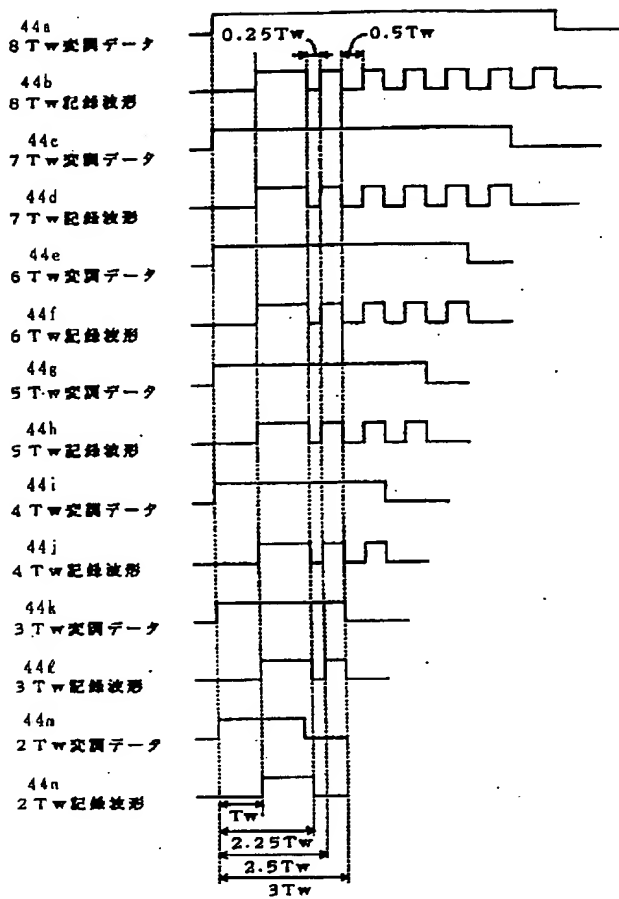 44a
8Tw変調データ
0.25Tw
0.5Tw
44b
8Tw記録波形
44c
7Tw変調データ
44d
7Tw記録波形
44e
6Tw変調データ
44f
6Tw記録波形
44g
5Tw変調データ
44h
5Tw記録波形
44i
4Tw変調データ
44j
4Tw記録波形
44k
3Tw変調データ
44ℓ
3Tw記録波形
44m
2Tw変調データ
44n
2Tw記録波形
Tw
2.25Tw
2.5Tw
3Tw